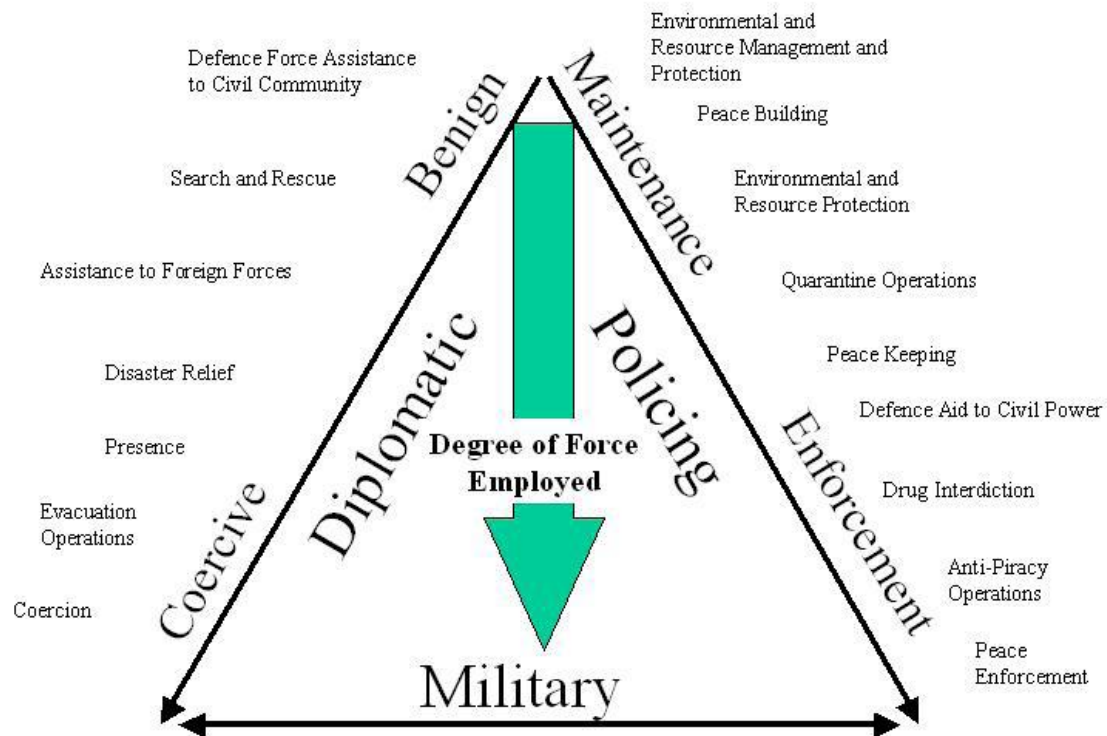 Defence Force Assistance
to Civil Community
Search and Rescue
Assistance to Foreign Forces
Disaster Relief
Presence
Evacuation
Operations
Coercion
Benign
Coercive
Diplomatic
Degree of Force
Employed
Military
Policing
Maintenance
Enforcement
Environmental and
Resource Management and
Protection
Peace Building
Environmental and
Resource Protection
Quarantine Operations
Peace Keeping
Defence Aid to Civil Power
Drug Interdiction
Anti-Piracy
Operations
Peace
Enforcement